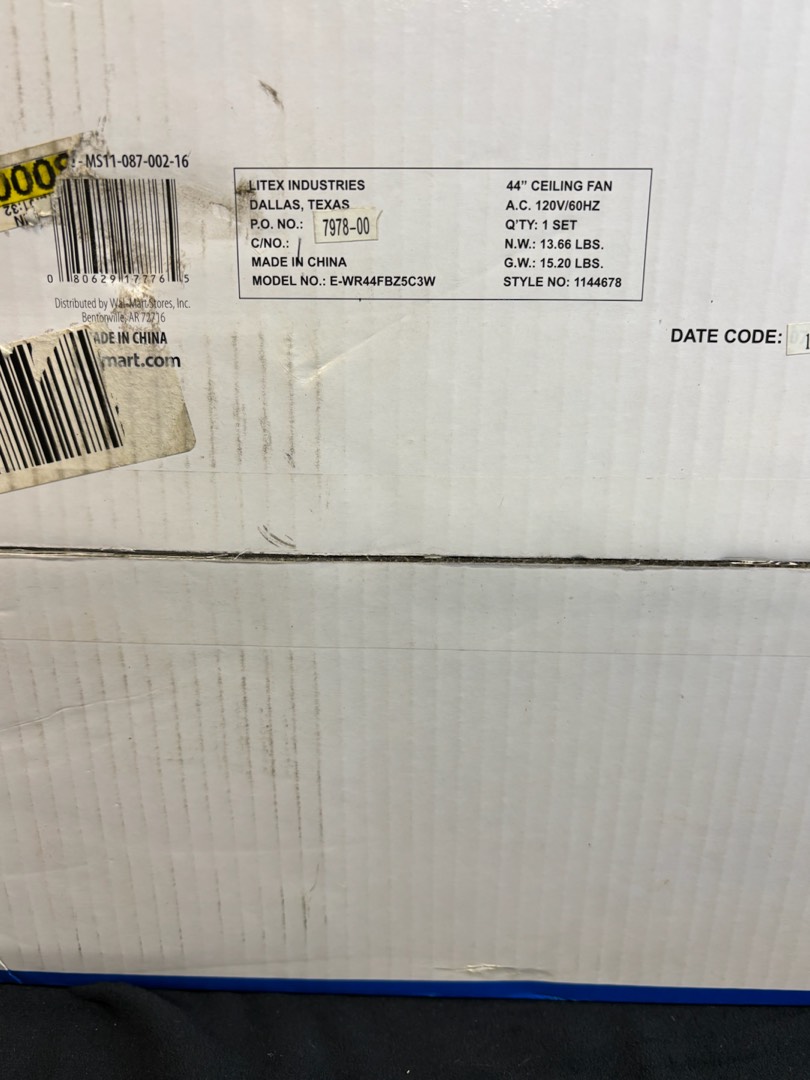 MS11-087-002-16
000
0 80629 17776 5
Distributed by Wal-Mart Stores, Inc.
Bentonville, AR 72716
ADE IN CHINA
mart.com
LITEX INDUSTRIES
DALLAS, TEXAS
P.O. NO.: 7978-00
C/NO.:
MADE IN CHINA
MODEL NO.: E-WR44FBZ5C3W
44” CEILING FAN
A.C. 120V/60HZ
Q'TY: 1 SET
N.W.: 13.66 LBS.
G.W.: 15.20 LBS.
STYLE NO: 1144678
DATE CODE: